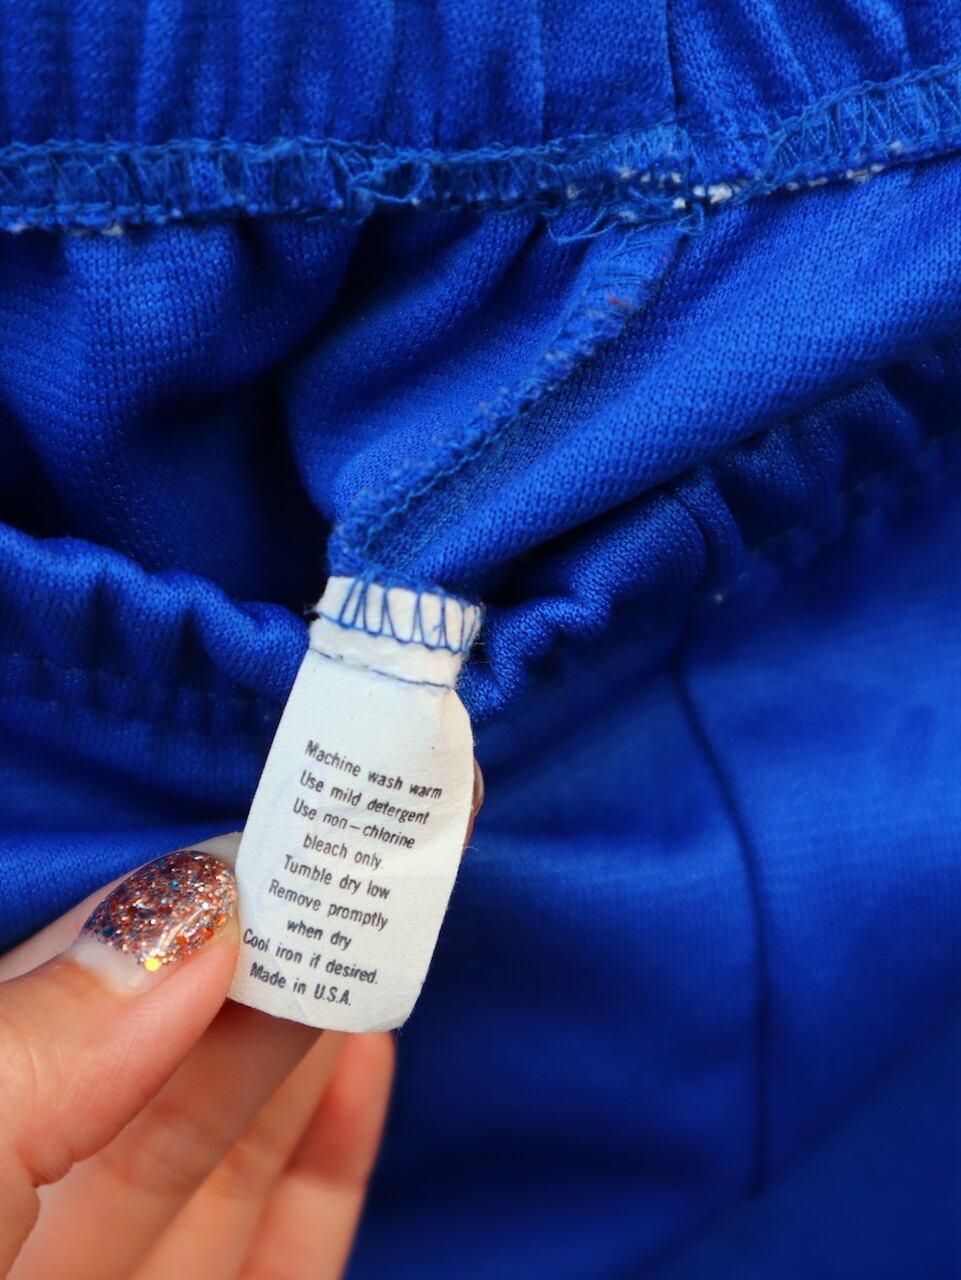 Machine wash warm
Use mild detergent
Use non-chlorine
bleach only.
Tumble dry low
Remove promptly
when dry
Cool iron if desired.
Made in U.S.A.